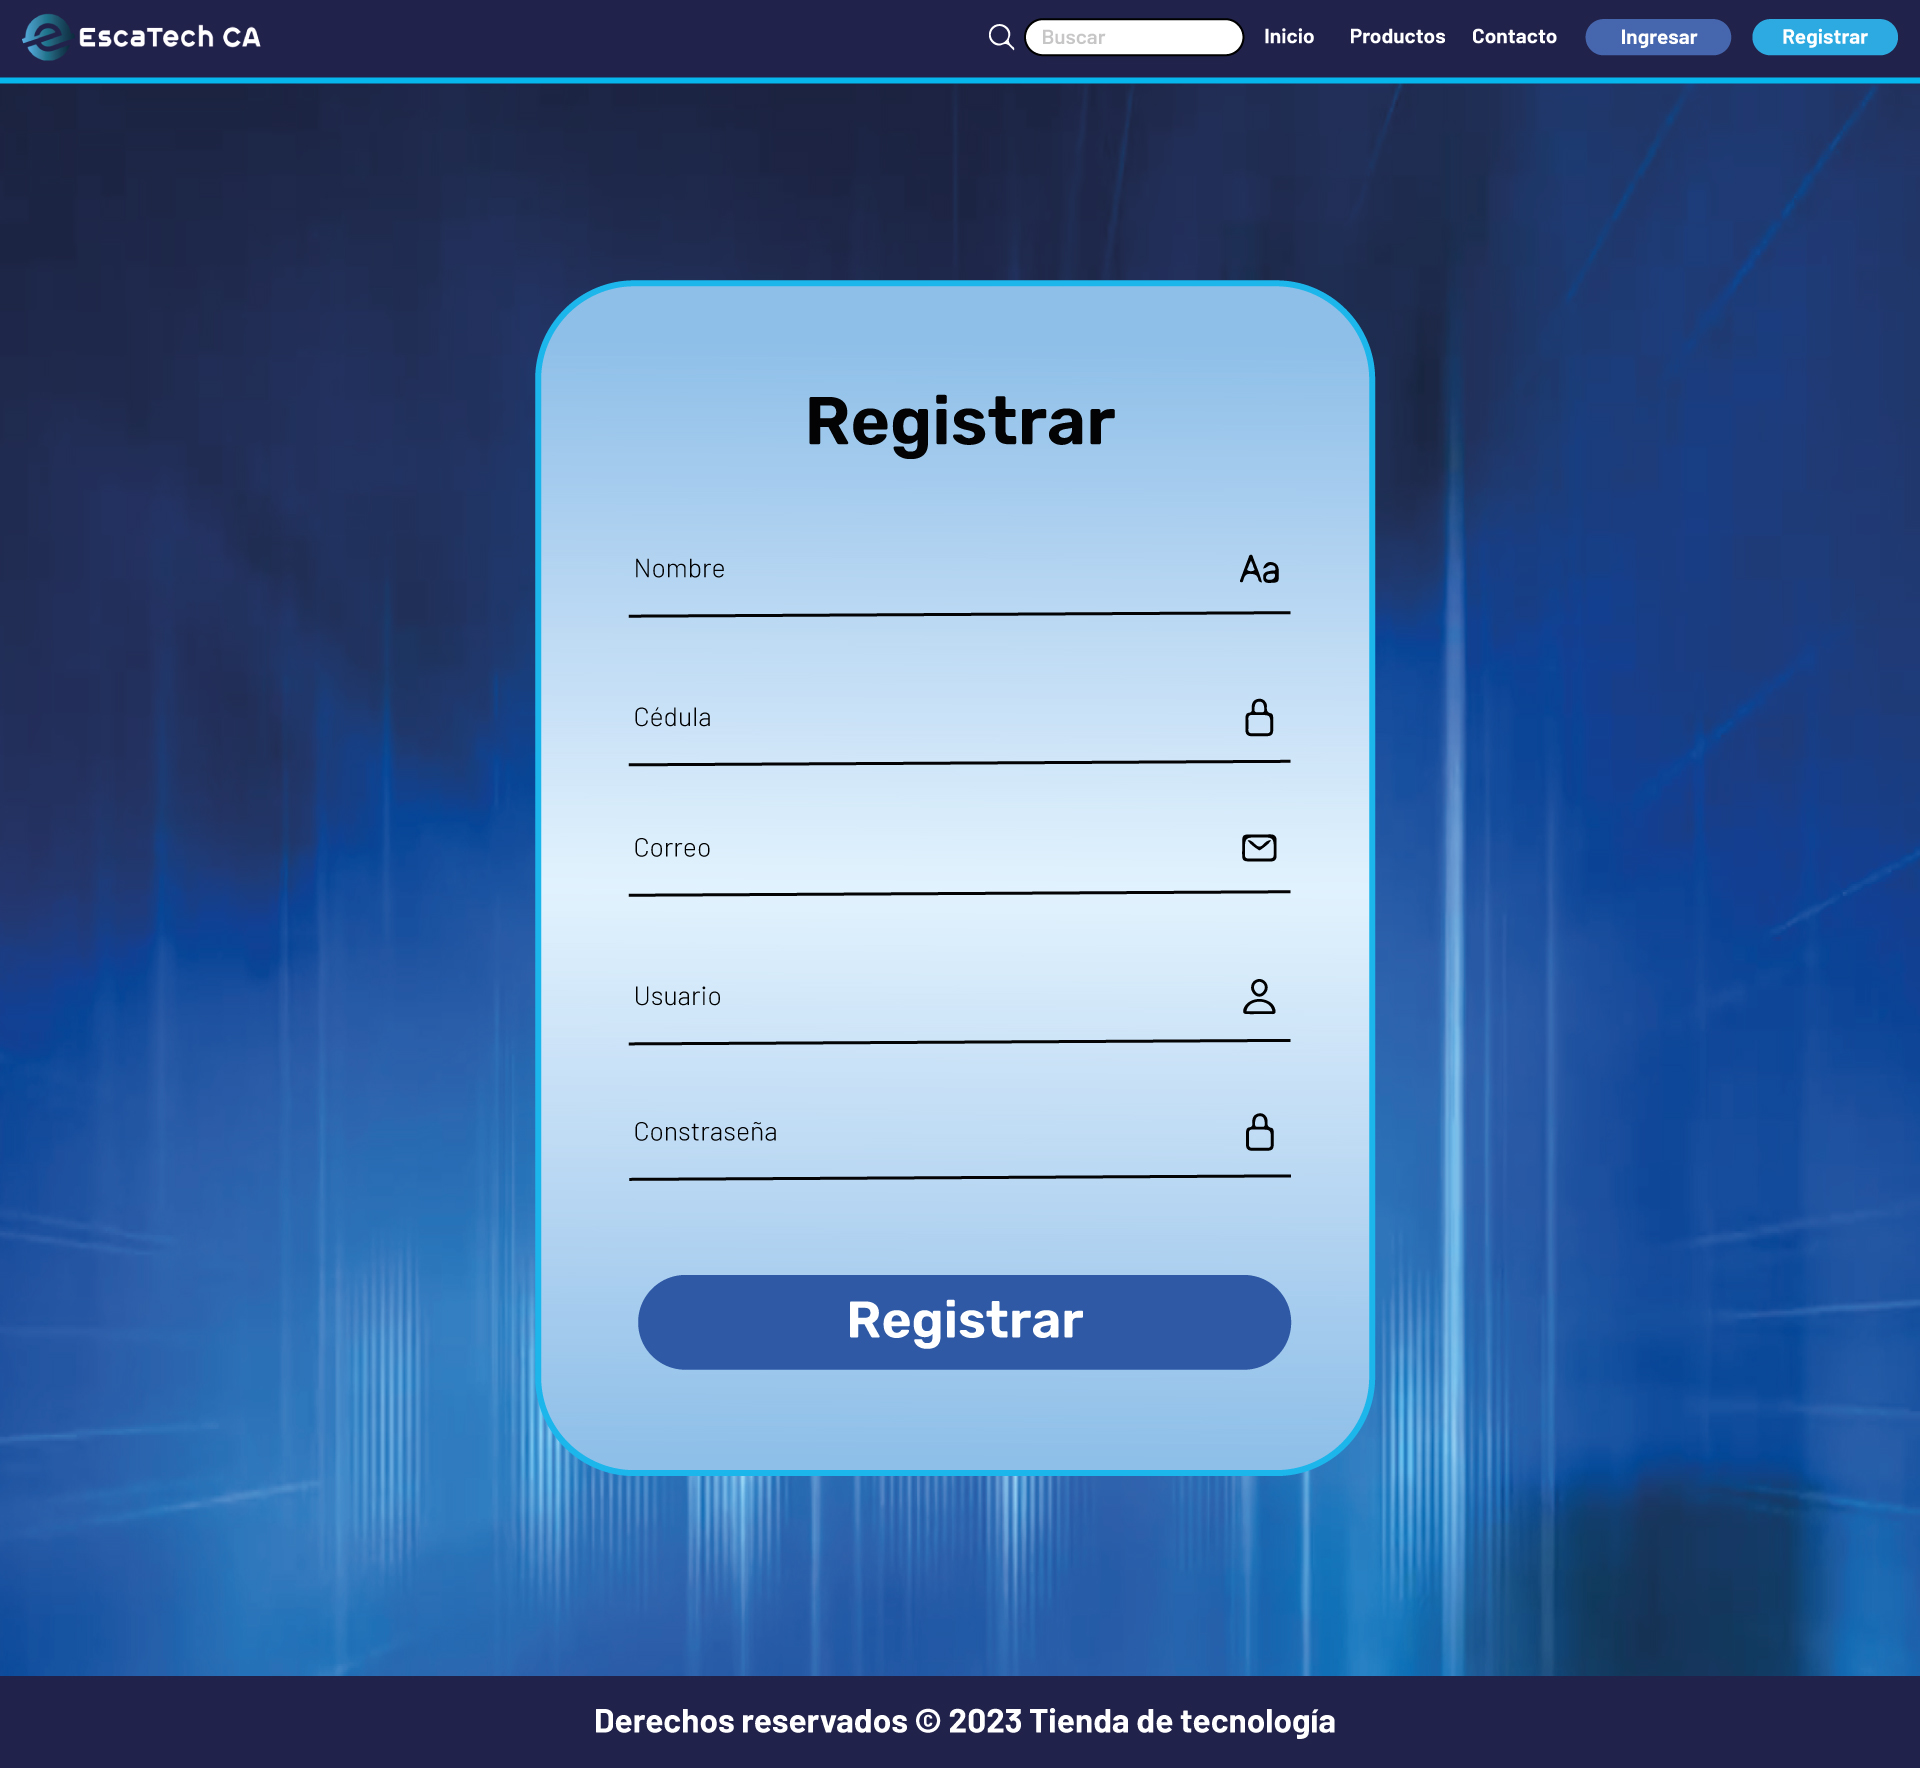 EscaTech CA
Buscar
Inicio
Productos
Contacto
Ingresar
Registrar
Registrar
Nombre
Aa
Cédula
Correo
Usuario
Constraseña
Registrar
Derechos reservados © 2023 Tienda de tecnología